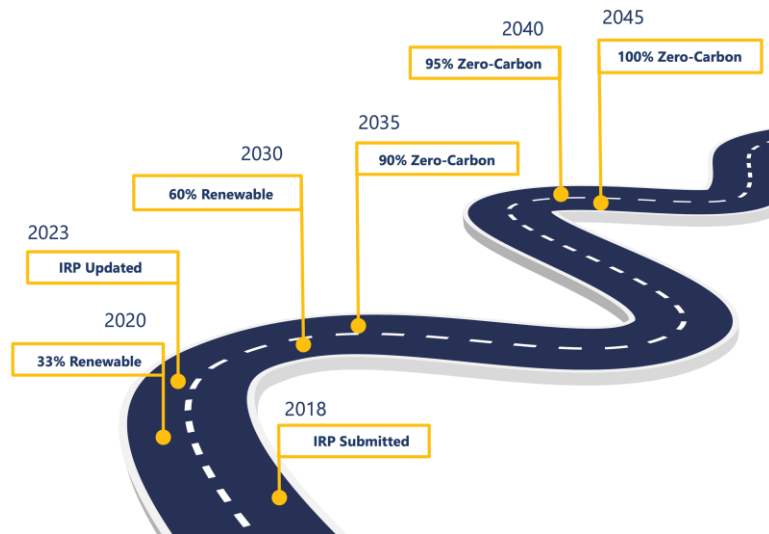 2040
95% Zero-Carbon
2045
100% Zero-Carbon
2035
90% Zero-Carbon
2030
60% Renewable
2023
IRP Updated
2020
33% Renewable
2018
IRP Submitted